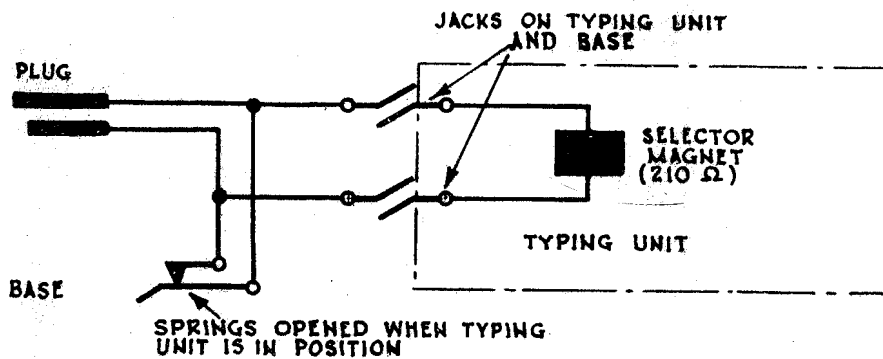 JACKS ON TYPING UNIT
AND BASE
PLUG
SELECTOR
MAGNET
(210 Ω)
TYPING UNIT
BASE
SPRINGS OPENED WHEN TYPING
UNIT IS IN POSITION